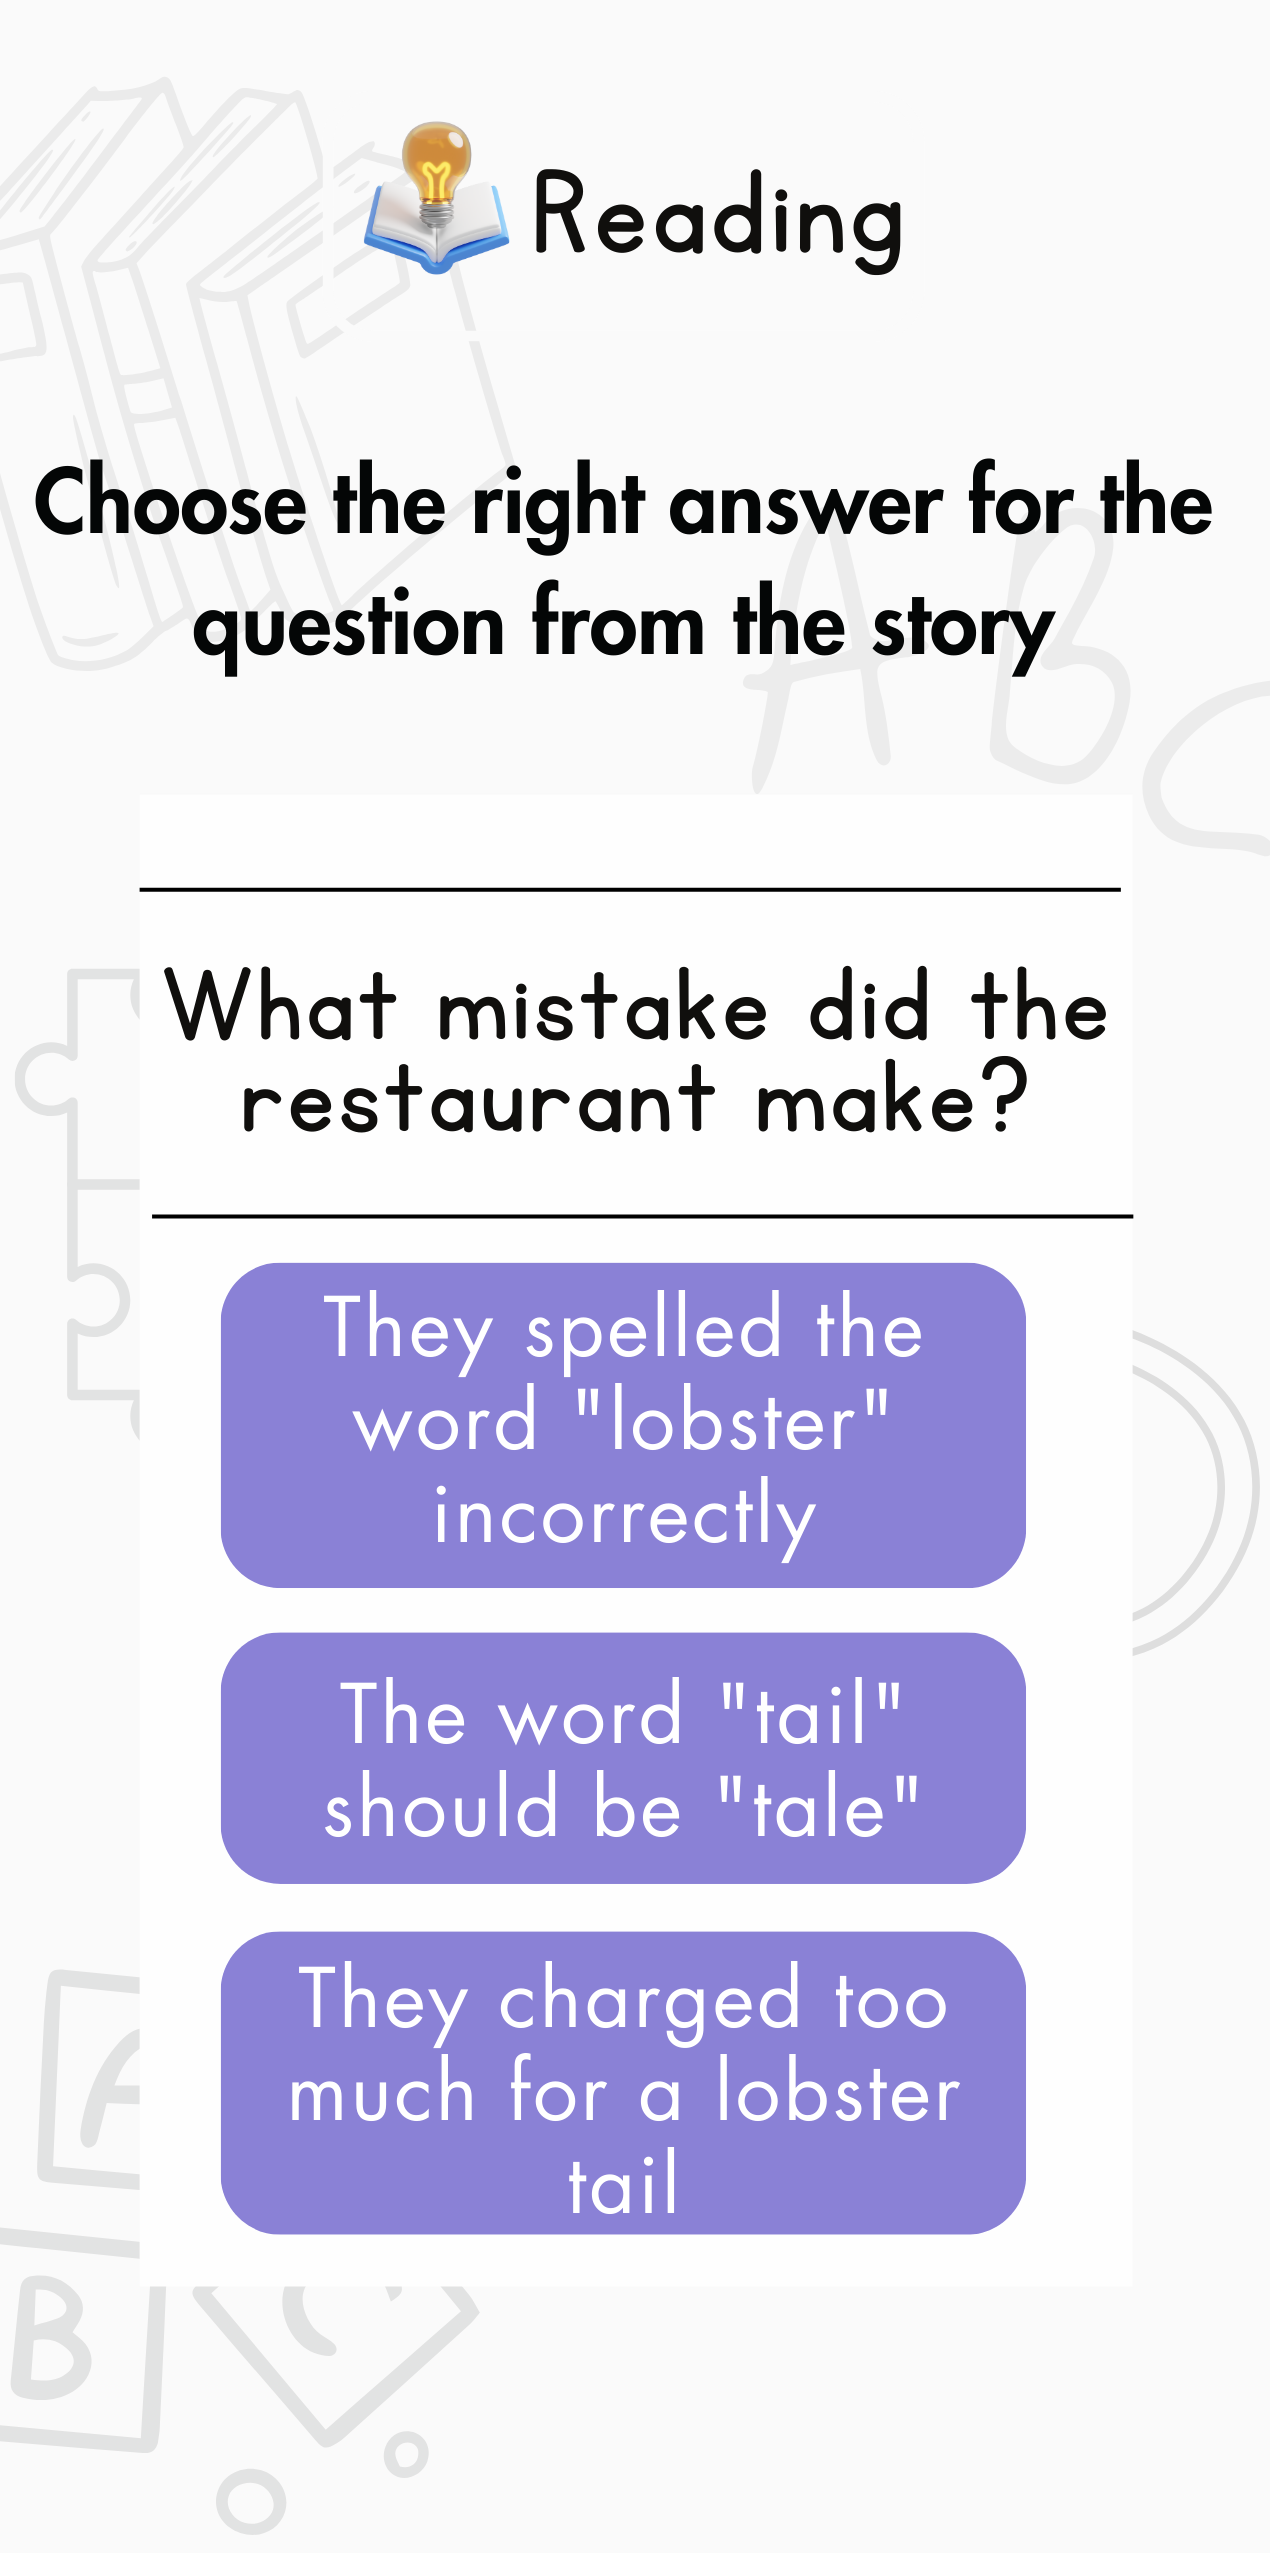 Reading
Choose the right answer for the
question from the story
A B
What mistake did the
restaurant make?
They spelled the
word "lobster"
incorrectly
The word "tail"
should be "tale"
They charged too
much for a lobster
tail
A
B